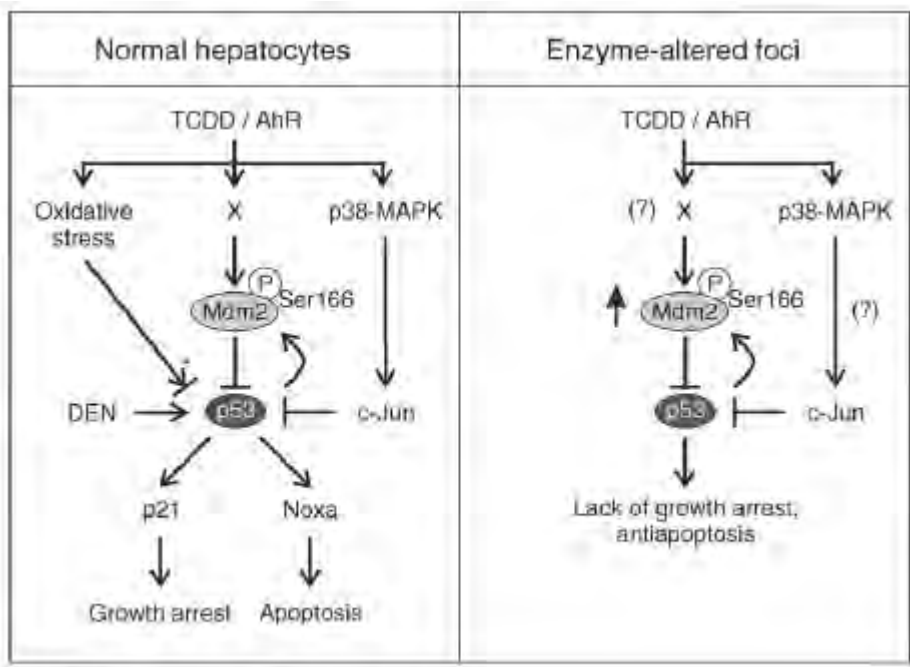 Normal hepatocytes
Enzyme-altered foci
TCDD / AhR
Oxidative
stress
X
p38-MAPK
P
Mdm2
Ser166
DEN
p53
c-Jun
p21
Noxa
Growth arrest
Apoptosis
TCDD / AhR
(?) X
p38-MAPK
P
Mdm2
Ser166
(?)
p53
c-Jun
Lack of growth arrest,
antiapoptosis